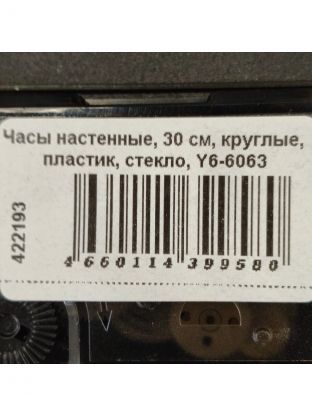 Часы настенные, 30 см, круглые,
пластик, стекло, Y6-6063
422193
4 660114 399580